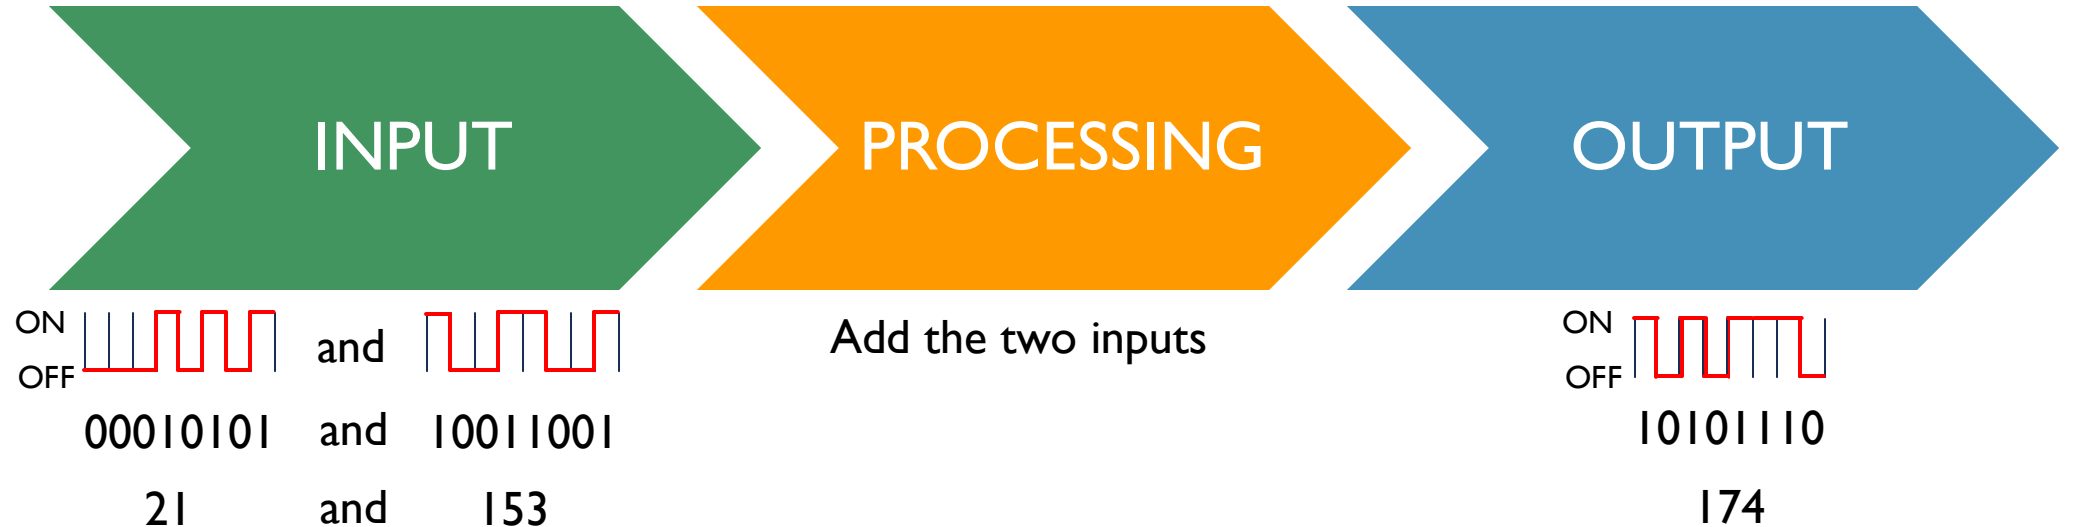 INPUT
PROCESSING
OUTPUT
ON
OFF
and
Add the two inputs
ON
OFF
00010101 and 10011001
10101110
21 and 153
174